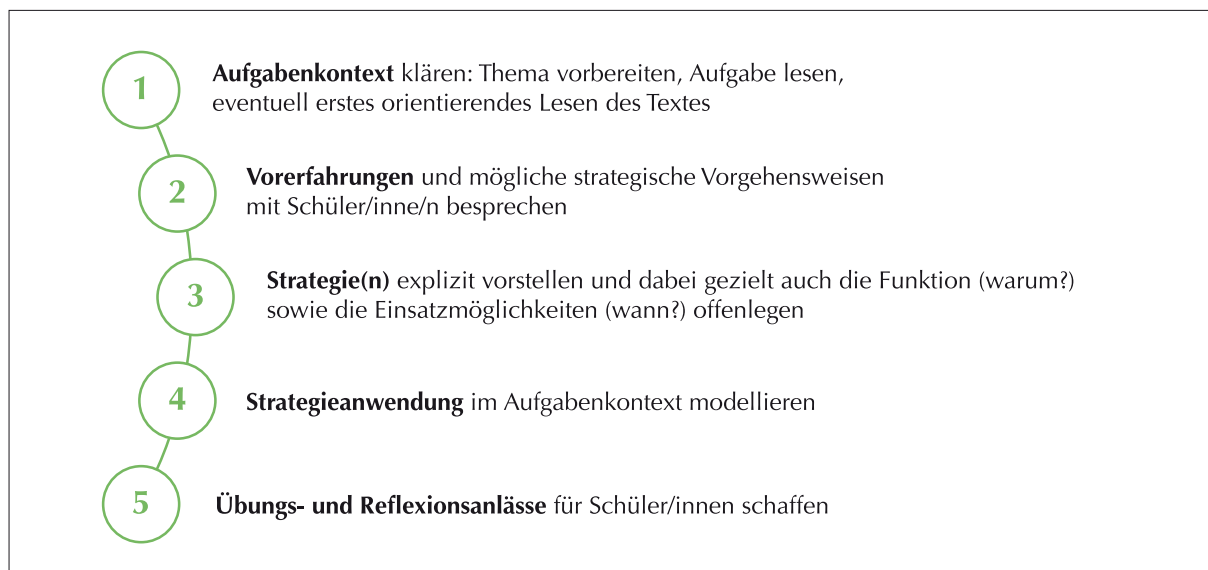 1
Aufgabenkontext klären: Thema vorbereiten, Aufgabe lesen,
eventuell erstes orientierendes Lesen des Textes
2
Vorerfahrungen und mögliche strategische Vorgehensweisen
mit Schüler/inne/n besprechen
3
Strategie(n) explizit vorstellen und dabei gezielt auch die Funktion (warum?)
sowie die Einsatzmöglichkeiten (wann?) offenlegen
4
Strategieanwendung im Aufgabenkontext modellieren
5
Übungs- und Reflexionsanlässe für Schüler/innen schaffen